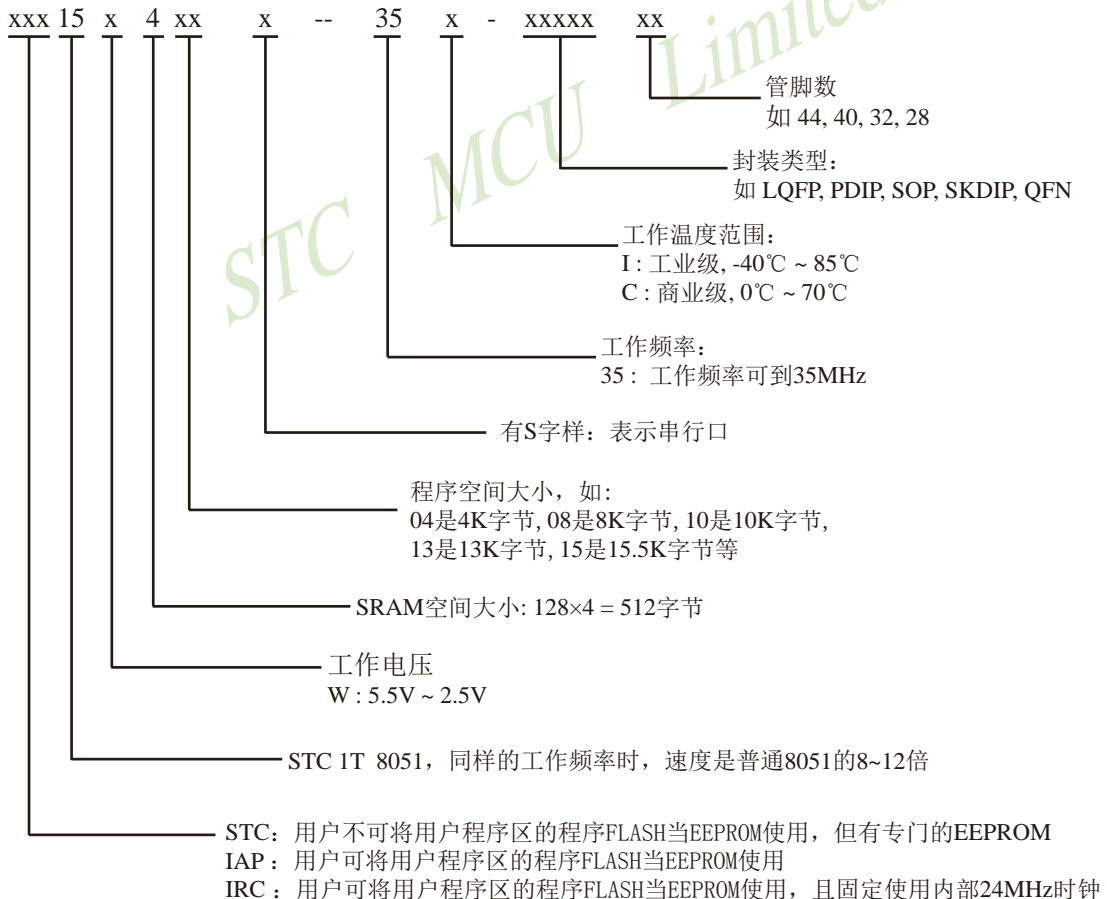 xxx 15 x 4 xx x -- 35 x - xxxxx xx
管脚数
如 44, 40, 32, 28
封装类型：
如 LQFP, PDIP, SOP, SKDIP, QFN
工作温度范围：
I : 工业级, -40℃ ~ 85℃
C : 商业级, 0℃ ~ 70℃
工作频率：
35 : 工作频率可到35MHz
有S字样：表示串行口
程序空间大小，如:
04是4K字节, 08是8K字节, 10是10K字节,
13是13K字节, 15是15.5K字节等
SRAM空间大小: 128×4 = 512字节
工作电压
W : 5.5V ~ 2.5V
STC 1T 8051，同样的工作频率时，速度是普通8051的8~12倍
STC：用户不可将用户程序区的程序FLASH当EEPROM使用，但有专门的EEPROM
IAP：用户可将用户程序区的程序FLASH当EEPROM使用
IRC：用户可将用户程序区的程序FLASH当EEPROM使用，且固定使用内部24MHz时钟
STC MCU Limited